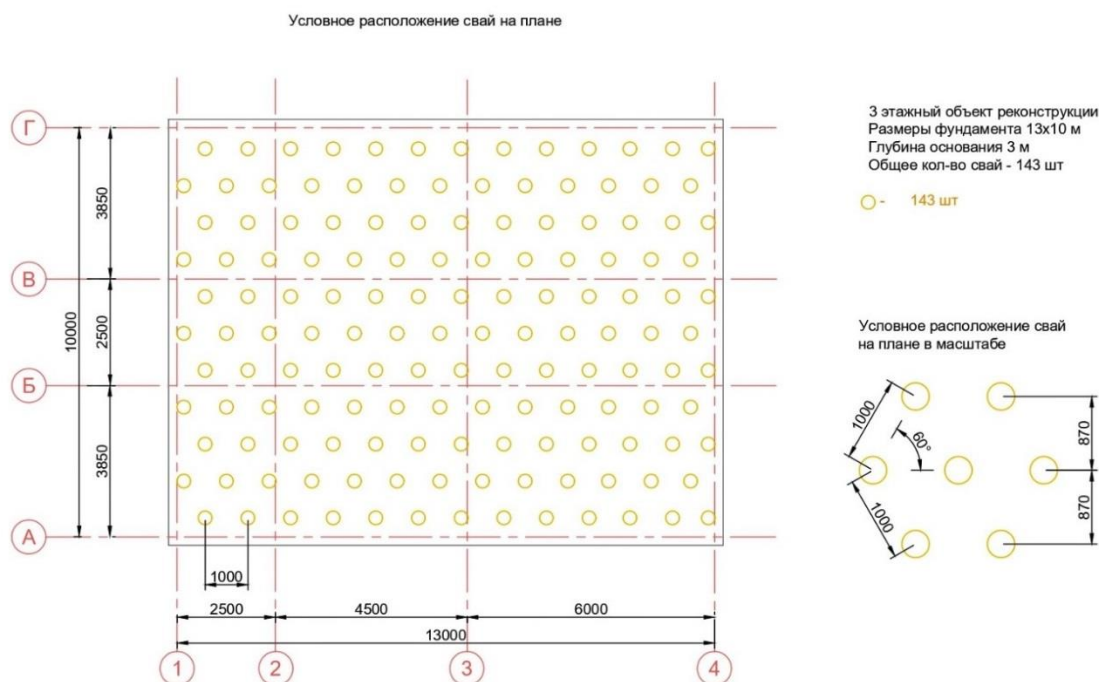 Условное расположение свай на плане
3 этажный объект реконструкции
Размеры фундамента 13х10 м
Глубина основания 3 м
Общее кол-во свай - 143 шт
- 143 шт
Г
В
Б
А
3850
2500
3850
10000
1000
2500 4500 6000
13000
1 2 3 4
Условное расположение свай
на плане в масштабе
1000
60°
1000
870
870